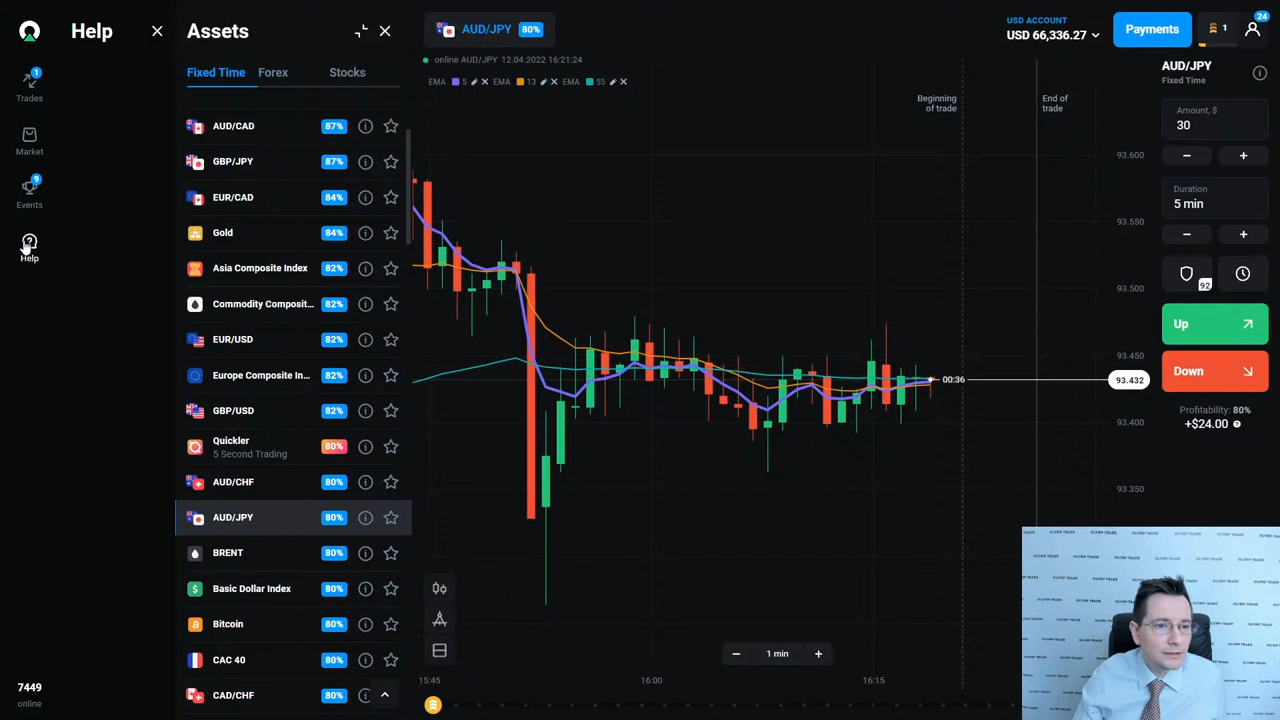 Help
Assets
AUD/JPY
80%
USD ACCOUNT
USD 66,336.27
Payments
1
24
Fixed Time
Forex
Stocks
online AUD/JPY 12.04.2022 16:21:24
EMA 5 EMA 13 EMA 55
Beginning
of trade
End of
trade
AUD/JPY
Fixed Time
1
Trades
Market
9
Events
Help
AUD/CAD 87%
GBP/JPY 87%
EUR/CAD 84%
Gold 84%
Asia Composite Index 82%
Commodity Composit... 82%
EUR/USD 82%
Europe Composite In... 82%
GBP/USD 82%
Quickler
5 Second Trading
80%
AUD/CHF 80%
AUD/JPY 80%
BRENT 80%
Basic Dollar Index 80%
Bitcoin 80%
CAC 40 80%
CAD/CHF 80%
7449
online
93.600
93.550
93.500
93.450
93.432
93.400
93.350
00:36
1 min
15:45
16:00
16:15
Amount, $
30
Duration
5 min
92
Up
Down
Profitability: 80%
+$24.00
OLYMP TRADE